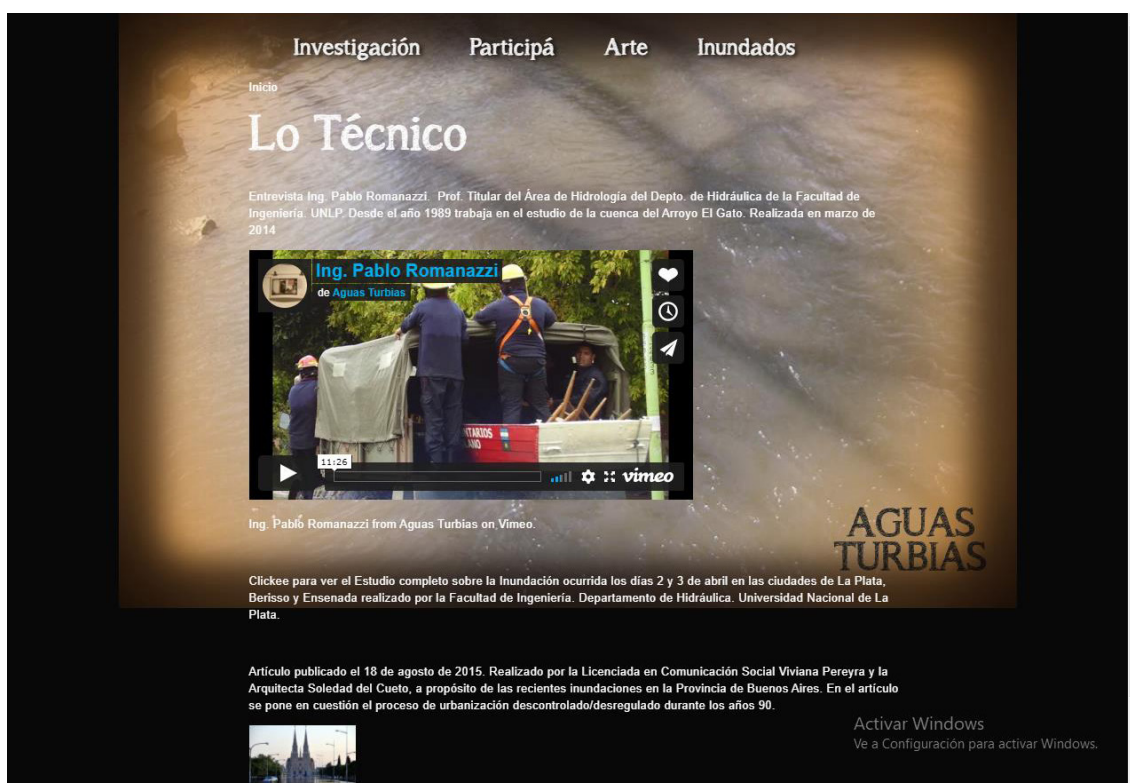 Investigación Participá Arte Inundados
Inicio
Lo Técnico
Entrevista Ing. Pablo Romanazzi. Prof. Titular del Área de Hidrología del Depto. de Hidráulica de la Facultad de
Ingeniería. UNLP. Desde el año 1989 trabaja en el estudio de la cuenca del Arroyo El Gato. Realizada en marzo de
2014
Ing. Pablo Romanazzi
de Aguas Turbias
11:26
vimeo
Ing. Pablo Romanazzi from Aguas Turbias on Vimeo.
AGUAS
TURBIAS
Clickee para ver el Estudio completo sobre la Inundación ocurrida los días 2 y 3 de abril en las ciudades de La Plata,
Berisso y Ensenada realizado por la Facultad de Ingeniería. Departamento de Hidráulica. Universidad Nacional de La
Plata.
Artículo publicado el 18 de agosto de 2015. Realizado por la Licenciada en Comunicación Social Viviana Pereyra y la
Arquitecta Soledad del Cueto, a propósito de las recientes inundaciones en la Provincia de Buenos Aires. En el artículo
se pone en cuestión el proceso de urbanización descontrolado/desregulado durante los años 90.
Activar Windows
Ve a Configuración para activar Windows.